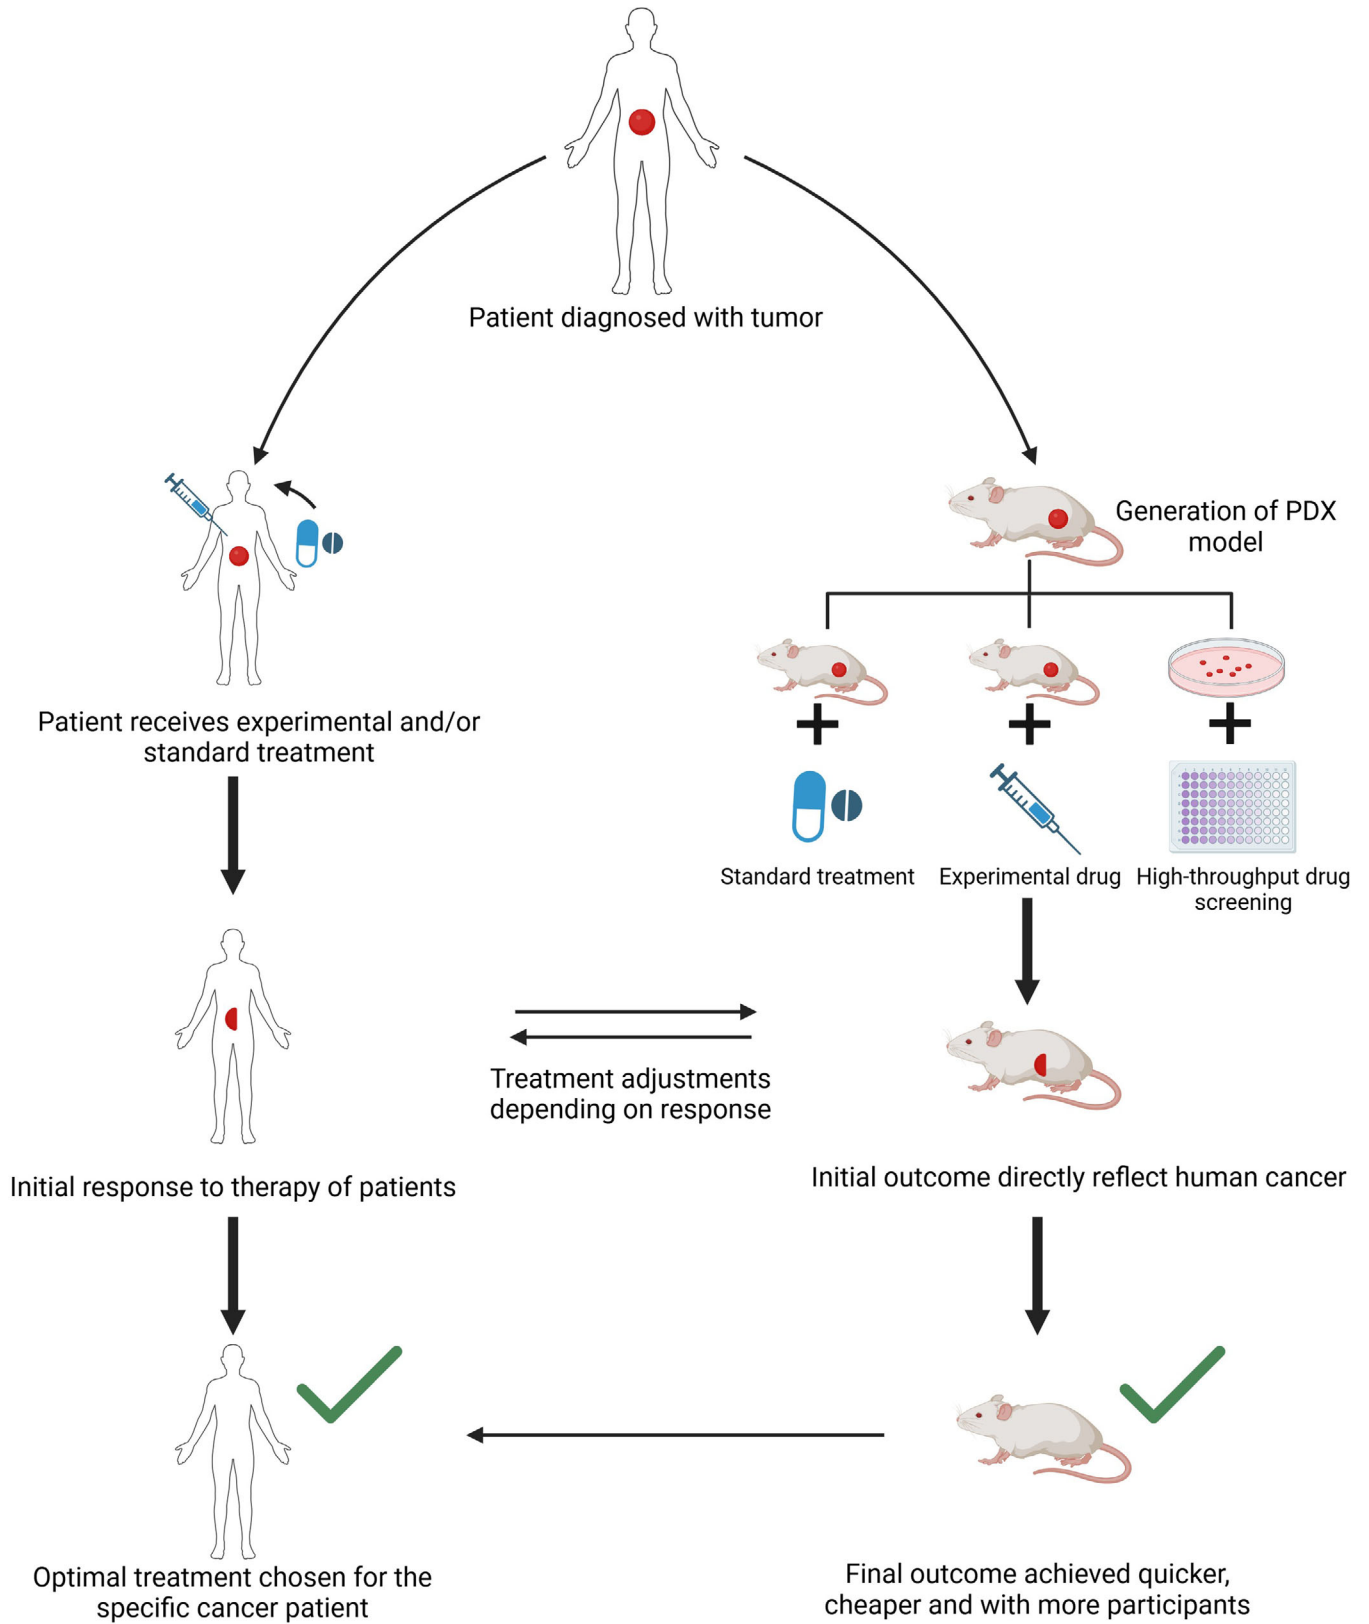 Patient diagnosed with tumor
Generation of PDX
model
Patient receives experimental and/or
standard treatment
Standard treatment
Experimental drug
High-throughput drug
screening
Treatment adjustments
depending on response
Initial response to therapy of patients
Initial outcome directly reflect human cancer
Optimal treatment chosen for the
specific cancer patient
Final outcome achieved quicker,
cheaper and with more participants